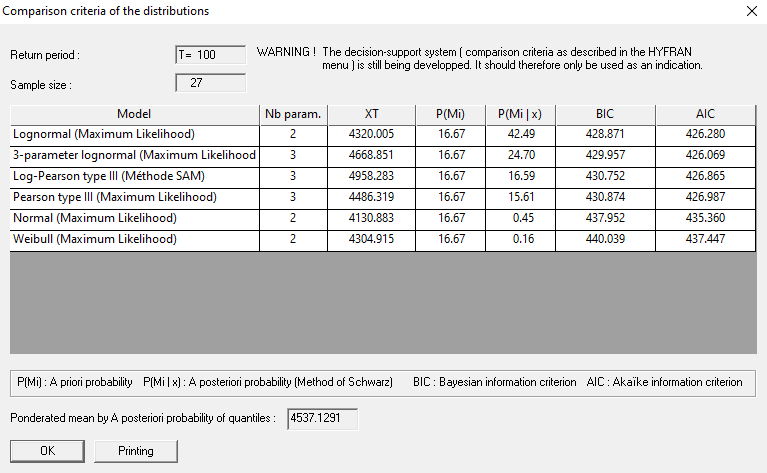 Comparison criteria of the distributions
Return period :
T= 100
WARNING ! The decision-support system ( comparison criteria as described in the HYFRAN
menu ) is still being developped. It should therefore only be used as an indication.
Sample size :
27
Model Nb param. XT P(Mi) P(Mi | x) BIC AIC
Lognormal (Maximum Likelihood) 2 4320.005 16.67 42.49 428.871 426.280
3-parameter lognormal (Maximum Likelihood 3 4668.851 16.67 24.70 429.957 426.069
Log-Pearson type III (Méthode SAM) 3 4958.283 16.67 16.59 430.752 426.865
Pearson type III (Maximum Likelihood) 3 4486.319 16.67 15.61 430.874 426.987
Normal (Maximum Likelihood) 2 4130.883 16.67 0.45 437.952 435.360
Weibull (Maximum Likelihood) 2 4304.915 16.67 0.16 440.039 437.447
P(Mi) : A priori probability P(Mi | x) : A posteriori probability (Method of Schwarz) BIC : Bayesian information criterion AIC : Akaïke information criterion
Ponderated mean by A posteriori probability of quantiles : 4537.1291
OK Printing